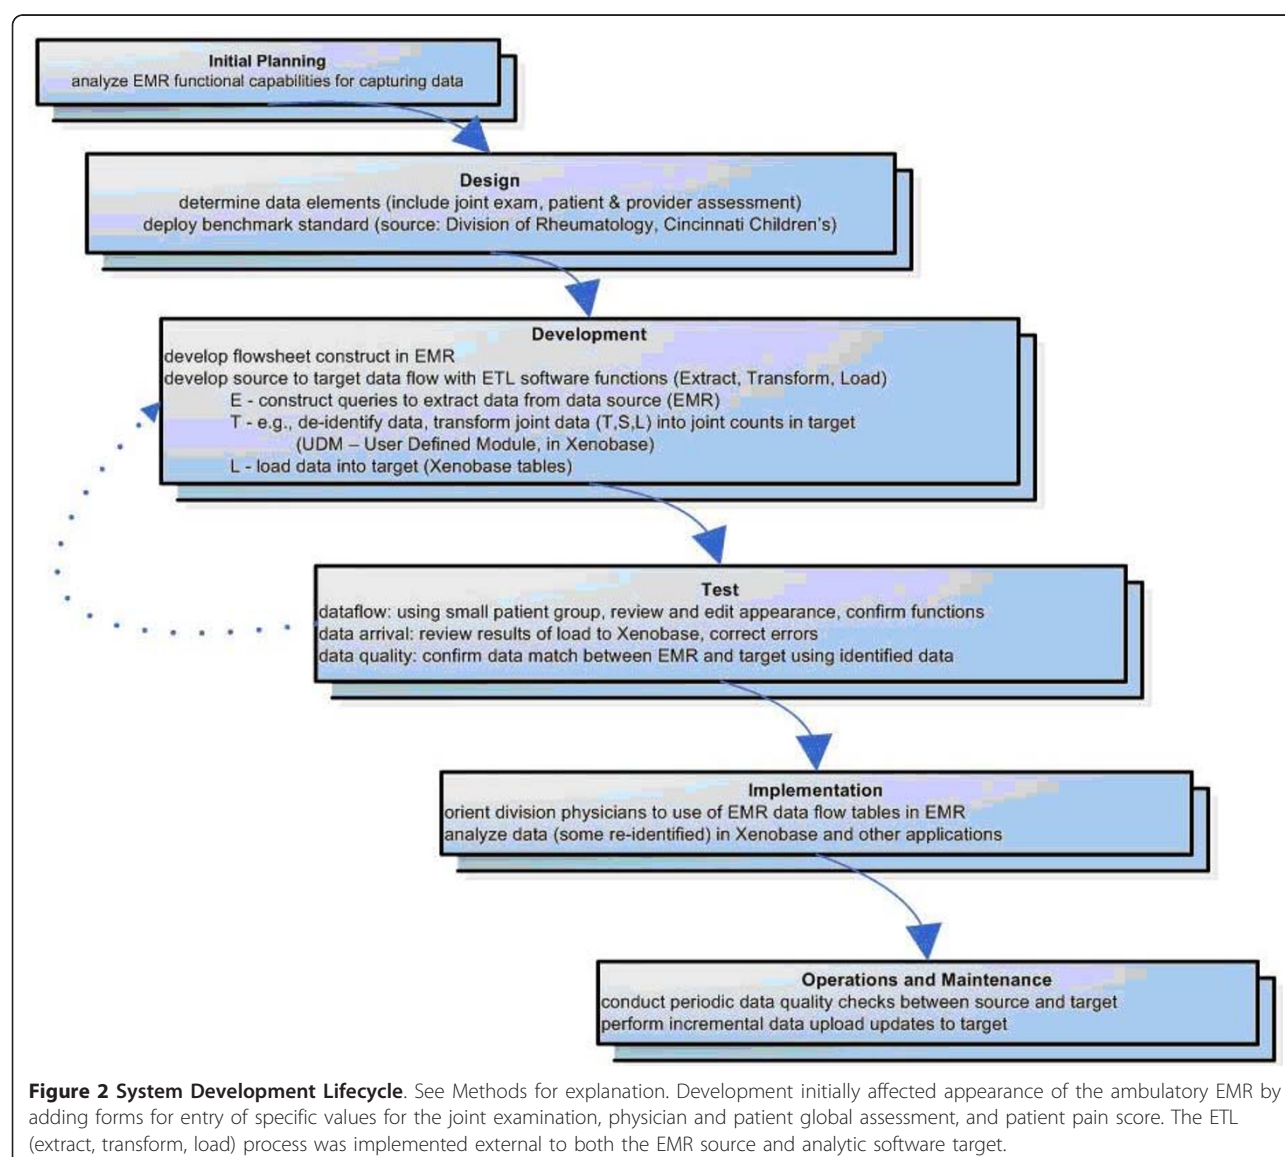 Initial Planning
analyze EMR functional capabilities for capturing data
Design
determine data elements (include joint exam, patient & provider assessment)
deploy benchmark standard (source: Division of Rheumatology, Cincinnati Children's)
Development
develop flowsheet construct in EMR
develop source to target data flow with ETL software functions (Extract, Transform, Load)
E - construct queries to extract data from data source (EMR)
T - e.g., de-identify data, transform joint data (T,S,L) into joint counts in target
(UDM – User Defined Module, in Xenobase)
L - load data into target (Xenobase tables)
Test
dataflow: using small patient group, review and edit appearance, confirm functions
data arrival: review results of load to Xenobase, correct errors
data quality: confirm data match between EMR and target using identified data
Implementation
orient division physicians to use of EMR data flow tables in EMR
analyze data (some re-identified) in Xenobase and other applications
Operations and Maintenance
conduct periodic data quality checks between source and target
perform incremental data upload updates to target
Figure 2 System Development Lifecycle. See Methods for explanation. Development initially affected appearance of the ambulatory EMR by
adding forms for entry of specific values for the joint examination, physician and patient global assessment, and patient pain score. The ETL
(extract, transform, load) process was implemented external to both the EMR source and analytic software target.